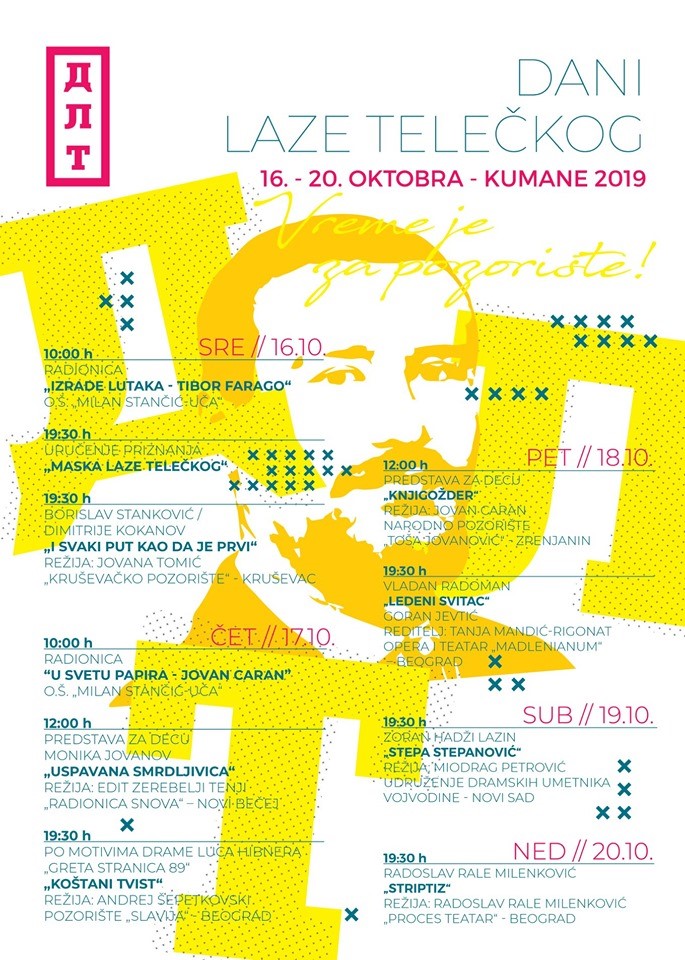 Д
Л
Т
DANI
LAZE TELEČKOG
16. - 20. OKTOBRA - KUMANE 2019
Vreme je
za pozorište!
SRE // 16.10.
10:00 h
RADIONICA
„IZRADE LUTAKA - TIBOR FARAGO“
O.Š. „MILAN STANČIĆ-UČA“
19:30 h
URUČENJE PRIZNANJA
„MASKA LAZE TELEČKOG“
19:30 h
BORISLAV STANKOVIĆ /
DIMITRIJE KOKANOV
„I SVAKI PUT KAO DA JE PRVI“
REŽIJA: JOVANA TOMIĆ
„KRUŠEVAČKO POZORIŠTE“ - KRUŠEVAC
ČET // 17.10.
10:00 h
RADIONICA
“U SVETU PAPIRA - JOVAN CARAN”
O.Š. „MILAN STANČIĆ-UČA“
12:00 h
PREDSTAVA ZA DECU
MONIKA JOVANOV
„USPAVANA SMRDLJIVICA“
REŽIJA: EDIT ZEREBELJI TENJI
„RADIONICA SNOVA“ – NOVI BEČEJ
19:30 h
PO MOTIVIMA DRAME LUCA HIBNERA
„GRETA STRANICA 89“
„KOŠTANI TVIST“
REŽIJA: ANDREJ ŠEPETKOVSKI
POZORIŠTE „SLAVIJA“ – BEOGRAD
PET // 18.10.
12:00 h
PREDSTAVA ZA DECU
„KNJIGOŽDER“
REŽIJA: JOVAN CARAN
NARODNO POZORIŠTE
„TOŠA JOVANOVIĆ“ - ZRENJANIN
19:30 h
VLADAN RADOMAN
„LEDENI SVITAC“
GORAN JEVTIĆ
REDITELJ: TANJA MANDIĆ-RIGONAT
OPERA I TEATAR „MADLENIANUM“
– BEOGRAD
SUB // 19.10.
19:30 h
ZORAN HADŽI LAZIN
„STEPA STEPANOVIĆ“
REŽIJA: MIODRAG PETROVIĆ
UDRUŽENJE DRAMSKIH UMETNIKA
VOJVODINE - NOVI SAD
NED // 20.10.
19:30 h
RADOSLAV RALE MILENKOVIĆ
„STRIPTIZ“
REŽIJA: RADOSLAV RALE MILENKOVIĆ
„PROCES TEATAR“ - BEOGRAD
Д
Л
Т